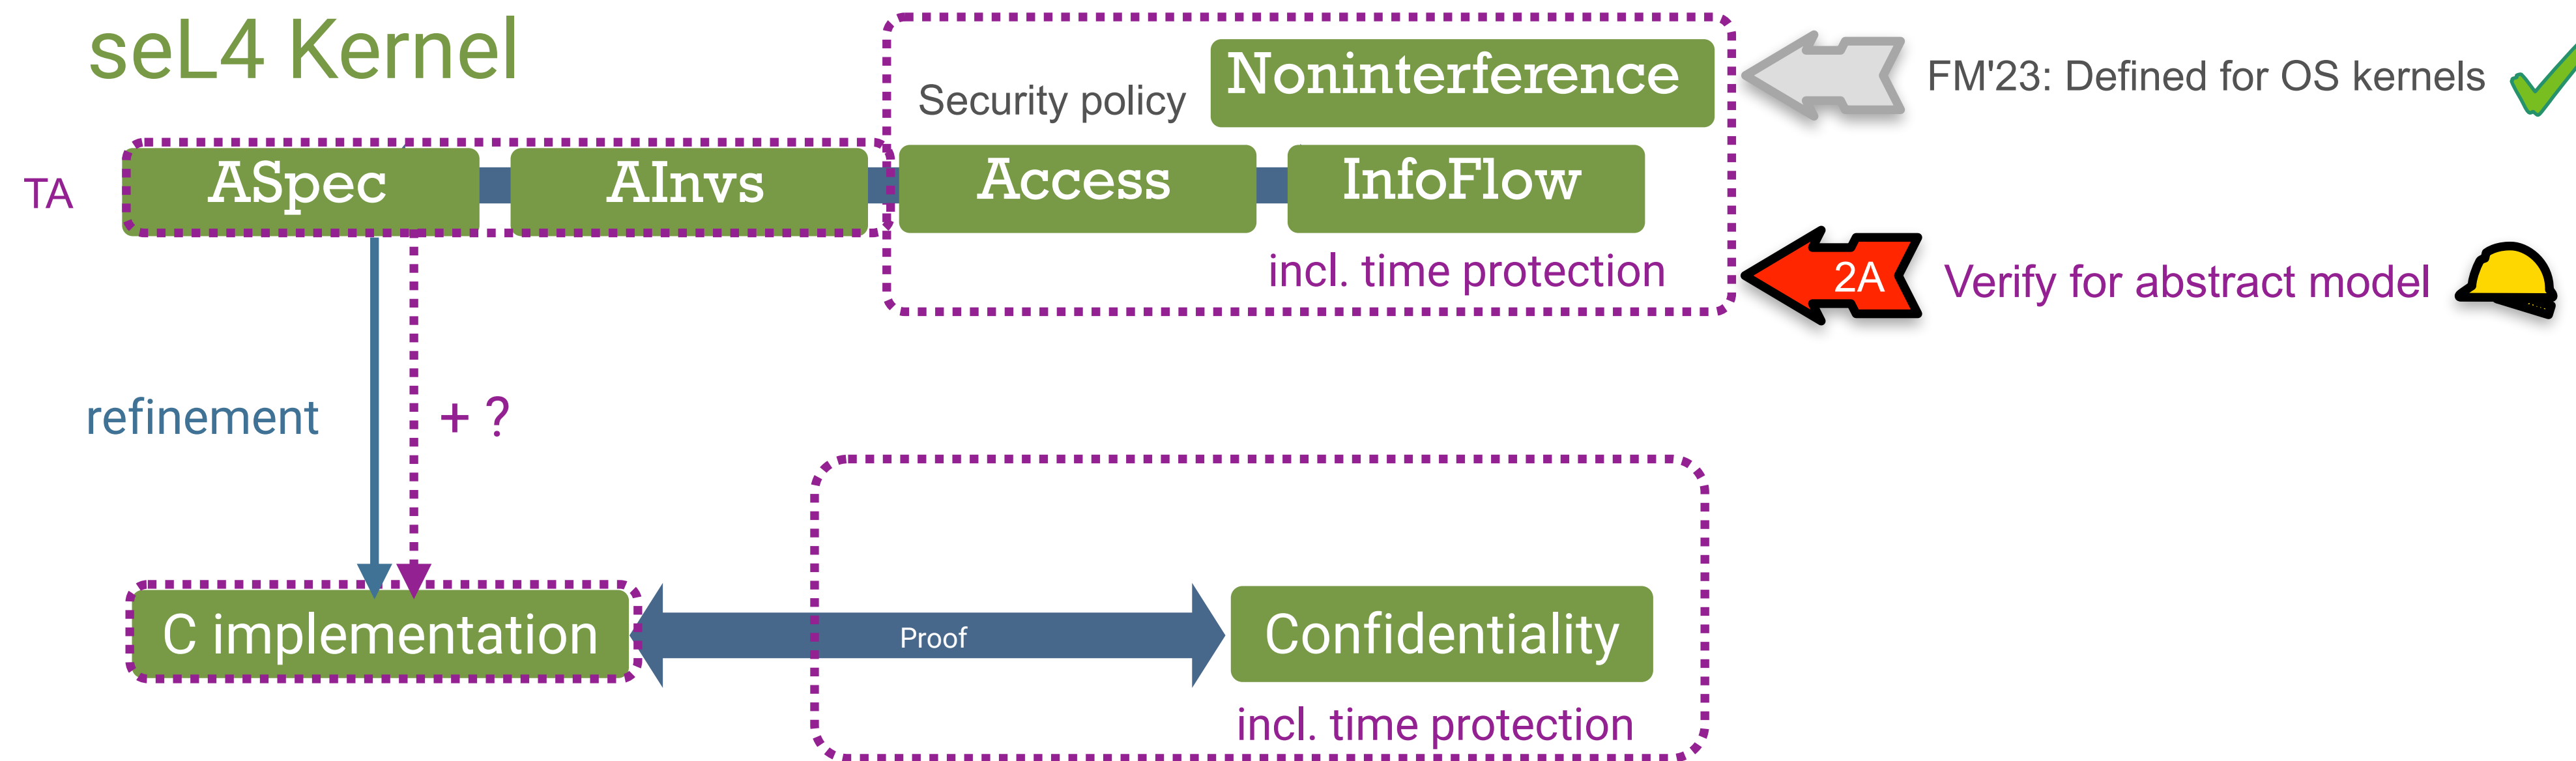 seL4 Kernel
Noninterference
Security policy
FM'23: Defined for OS kernels
TA
ASpec
AInvs
Access
InfoFlow
incl. time protection
2A
Verify for abstract model
refinement
+ ?
C implementation
Proof
Confidentiality
incl. time protection